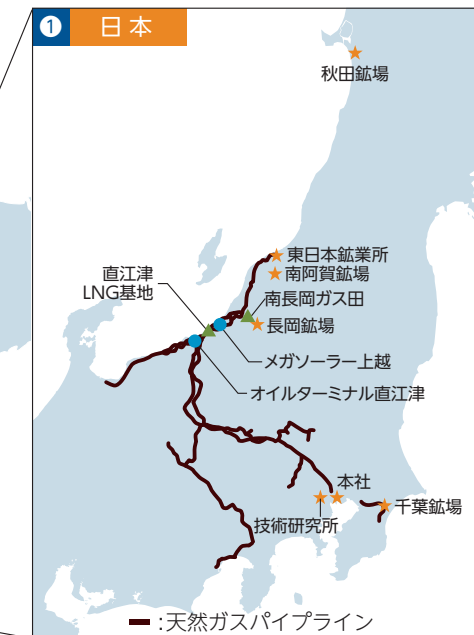 ❶ 日本
秋田鉱場
東日本鉱業所
南阿賀鉱場
直江津
LNG基地
南長岡ガス田
長岡鉱場
メガソーラー上越
オイルターミナル直江津
本社
千葉鉱場
技術研究所
:天然ガスパイプライン